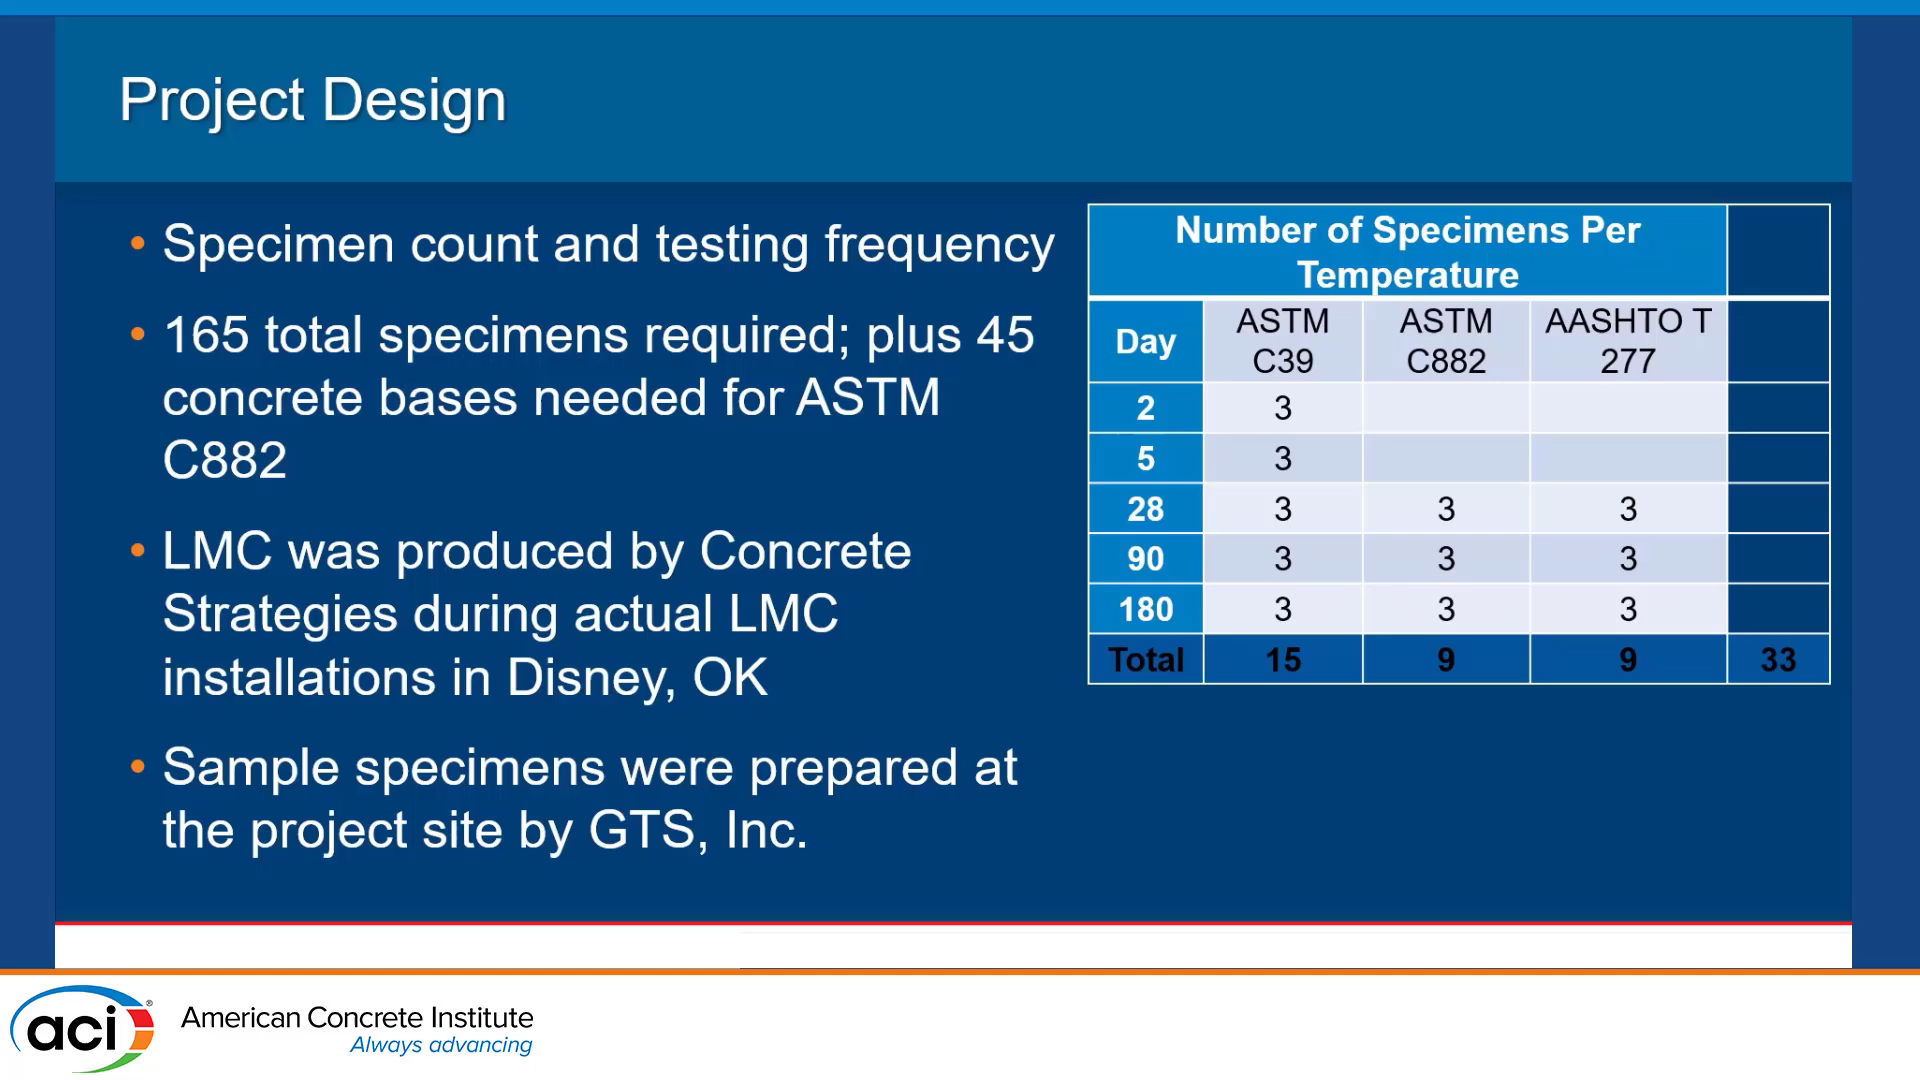 Project Design
• Specimen count and testing frequency
• 165 total specimens required; plus 45
concrete bases needed for ASTM
C882
• LMC was produced by Concrete
Strategies during actual LMC
installations in Disney, OK
• Sample specimens were prepared at
the project site by GTS, Inc.
Number of Specimens Per
Temperature
Day ASTM C39 ASTM C882 AASHTO T 277
2 3
5 3
28 3 3 3
90 3 3 3
180 3 3 3
Total 15 9 9 33
aci®
American Concrete Institute
Always advancing